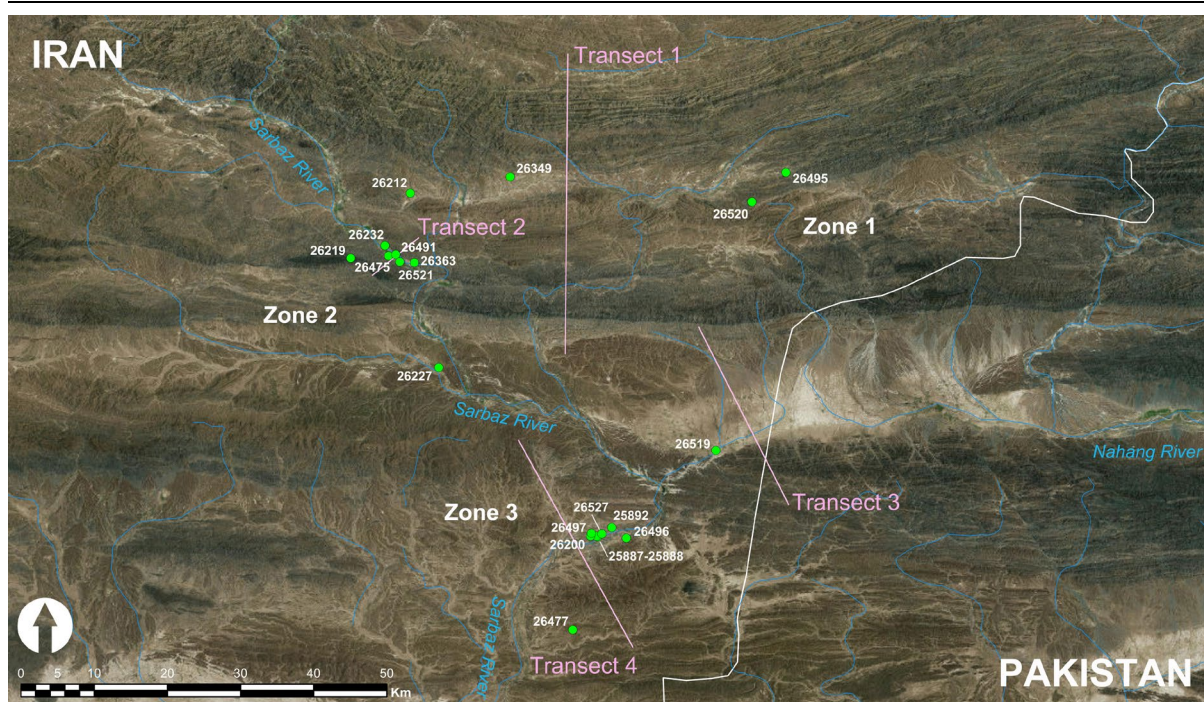 IRAN
Transect 1
Sarbaz River
26349
26495
26212
26520
Transect 2
Zone 1
26232
26491
26219
26363
26475
26521
Zone 2
26227
Sarbaz River
26519
Nahang River
Transect 3
26527
Zone 3
25892
26497
26496
26200
25887-25888
Sarbaz River
26477
Transect 4
PAKISTAN
0 5 10 20 30 40 50
Km